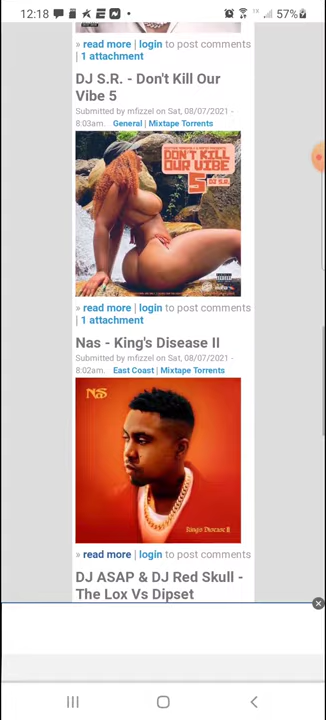 12:18
57%
» read more | login to post comments
| 1 attachment
DJ S.R. - Don't Kill Our
Vibe 5
Submitted by mfizzel on Sat, 08/07/2021 -
8:03am. General | Mixtape Torrents
DON'T KILL
OUR VIBE
5
DJ S.R.
» read more | login to post comments
| 1 attachment
Nas - King's Disease II
Submitted by mfizzel on Sat, 08/07/2021 -
8:02am. East Coast | Mixtape Torrents
NAS
King's Disease II
» read more | login to post comments
DJ ASAP & DJ Red Skull -
The Lox Vs Dipset